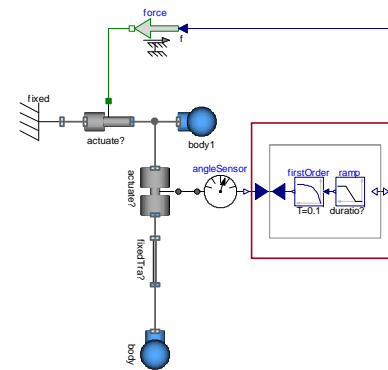 force
f
fixed
actuate?
body1
actuate?
angleSensor
firstOrder
ramp
T=0.1
duratio?
fixedTra?
body